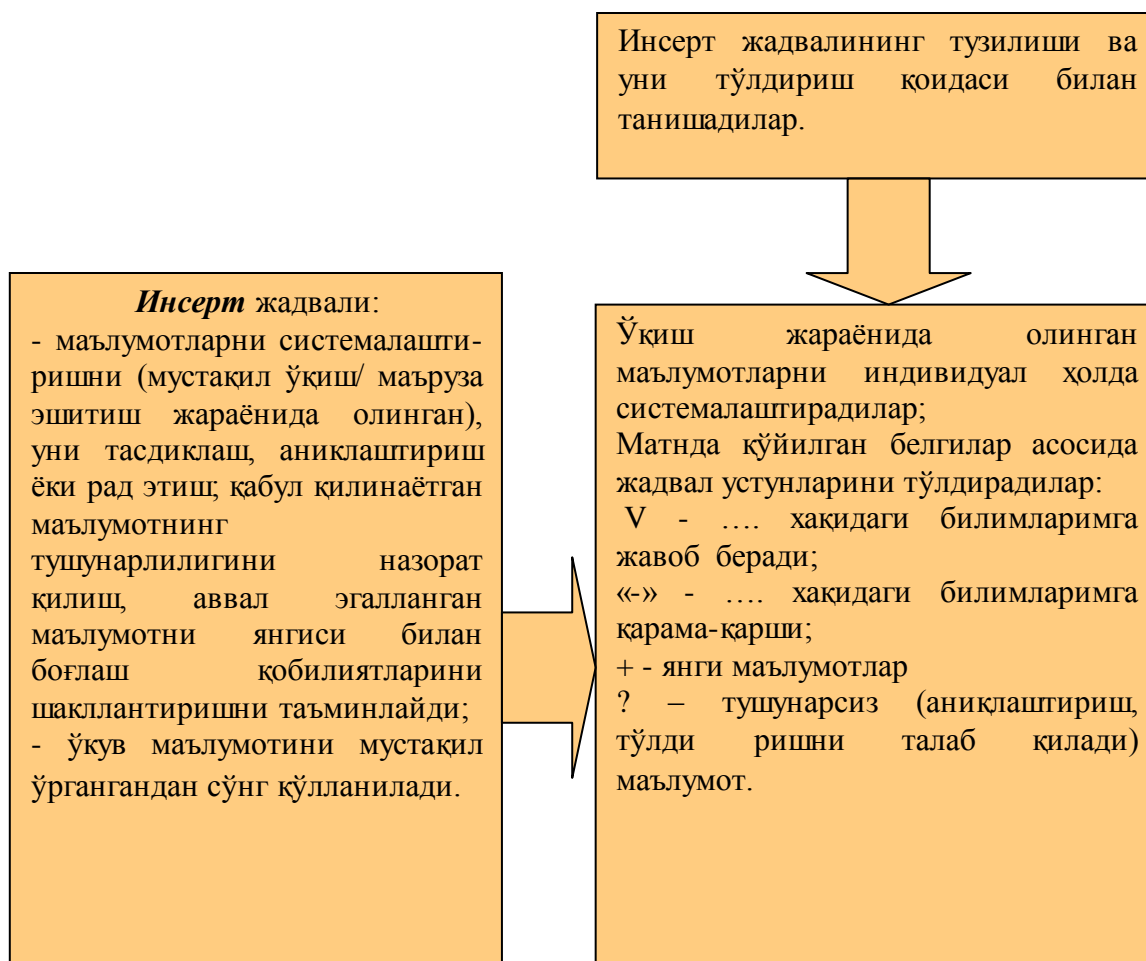 Инсерт жадвалининг тузилиши ва
уни тўлдириш қоидаси билан
танишадилар.
Инсерт жадвали:
- маълумотларни системалашти-
ришни (мустақил ўқиш/ маъруза
эшитиш жараёнида олинган),
уни тасдиклаш, аниклаштириш
ёки рад этиш; қабул қилинаётган
маълумотнинг
тушунарлилигини назорат
қилиш, аввал эгалланган
маълумотни янгиси билан
боғлаш қобилиятларини
шакллантиришни таъминлайди;
- ўкув маълумотини мустақил
ўргангандан сўнг қўлланилади.
Ўқиш жараёнида олинган
маълумотларни индивидуал ҳолда
системалаштирадилар;
Матнда қўйилган белгилар асосида
жадвал устунларини тўлдирадилар:
V - …. хақидаги билимларимга
жавоб беради;
«-» - …. хақидаги билимларимга
қарама-қарши;
+ - янги маълумотлар
? – тушунарсиз (аниқлаштириш,
тўлди ришни талаб қилади)
маълумот.